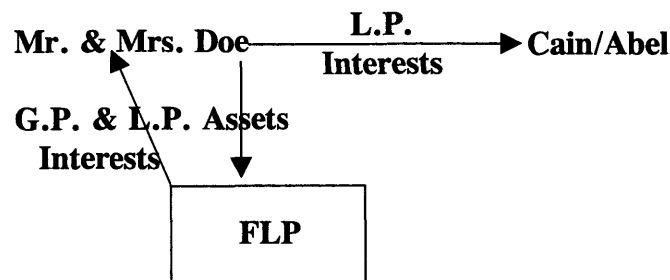 L.P.
Mr. & Mrs. Doe Cain/Abel
Interests
G.P. & L.P. Assets
Interests
FLP